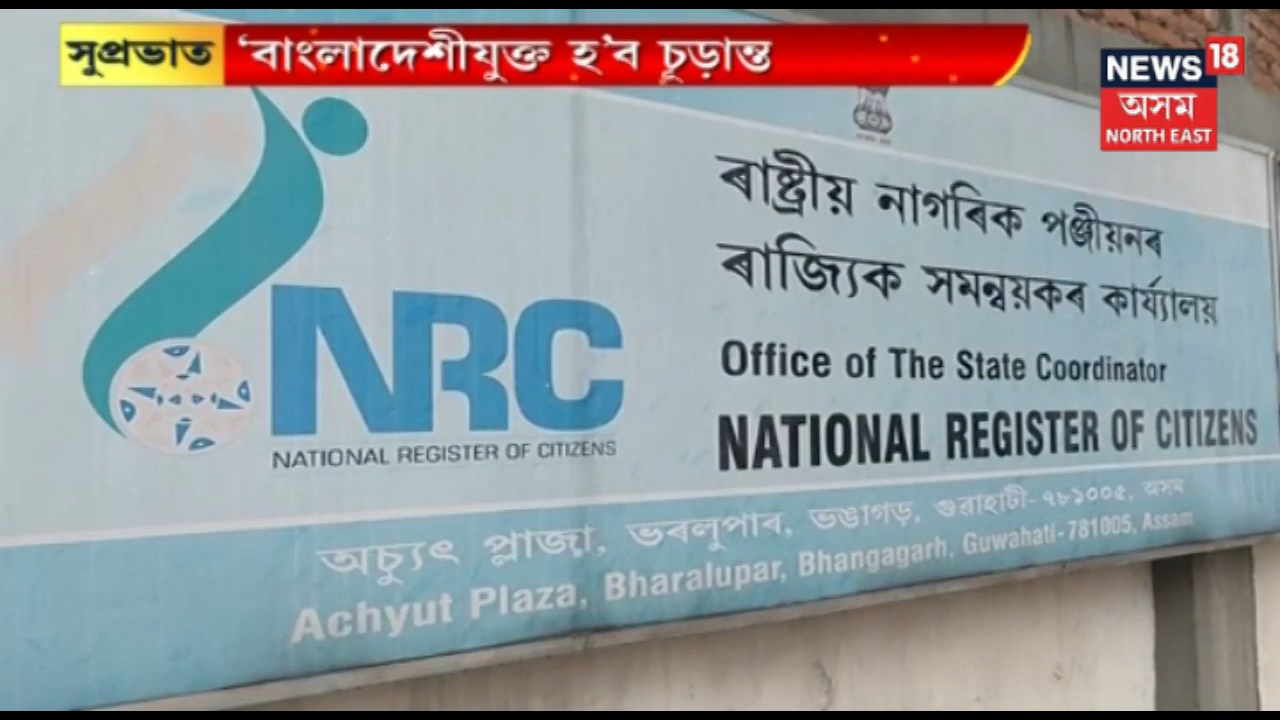 সুপ্ৰভাত 'বাংলাদেশীযুক্ত হ'ব চূড়ান্ত
NEWS 18
অসম
NORTH EAST
ৰাষ্ট্ৰীয় নাগৰিক পঞ্জীয়নৰ
ৰাজ্যিক সমন্বয়কৰ কাৰ্য্যালয়
Office of The State Coordinator
NATIONAL REGISTER OF CITIZENS
NRC
NATIONAL REGISTER OF CITIZENS
অচ্যুৎ প্লাজা, ভৰলুপাৰ, ভঙাগড়, গুৱাহাটী-৭৮১০০৫, অসম
Achyut Plaza, Bharalupar, Bhangagarh, Guwahati-781005, Assam